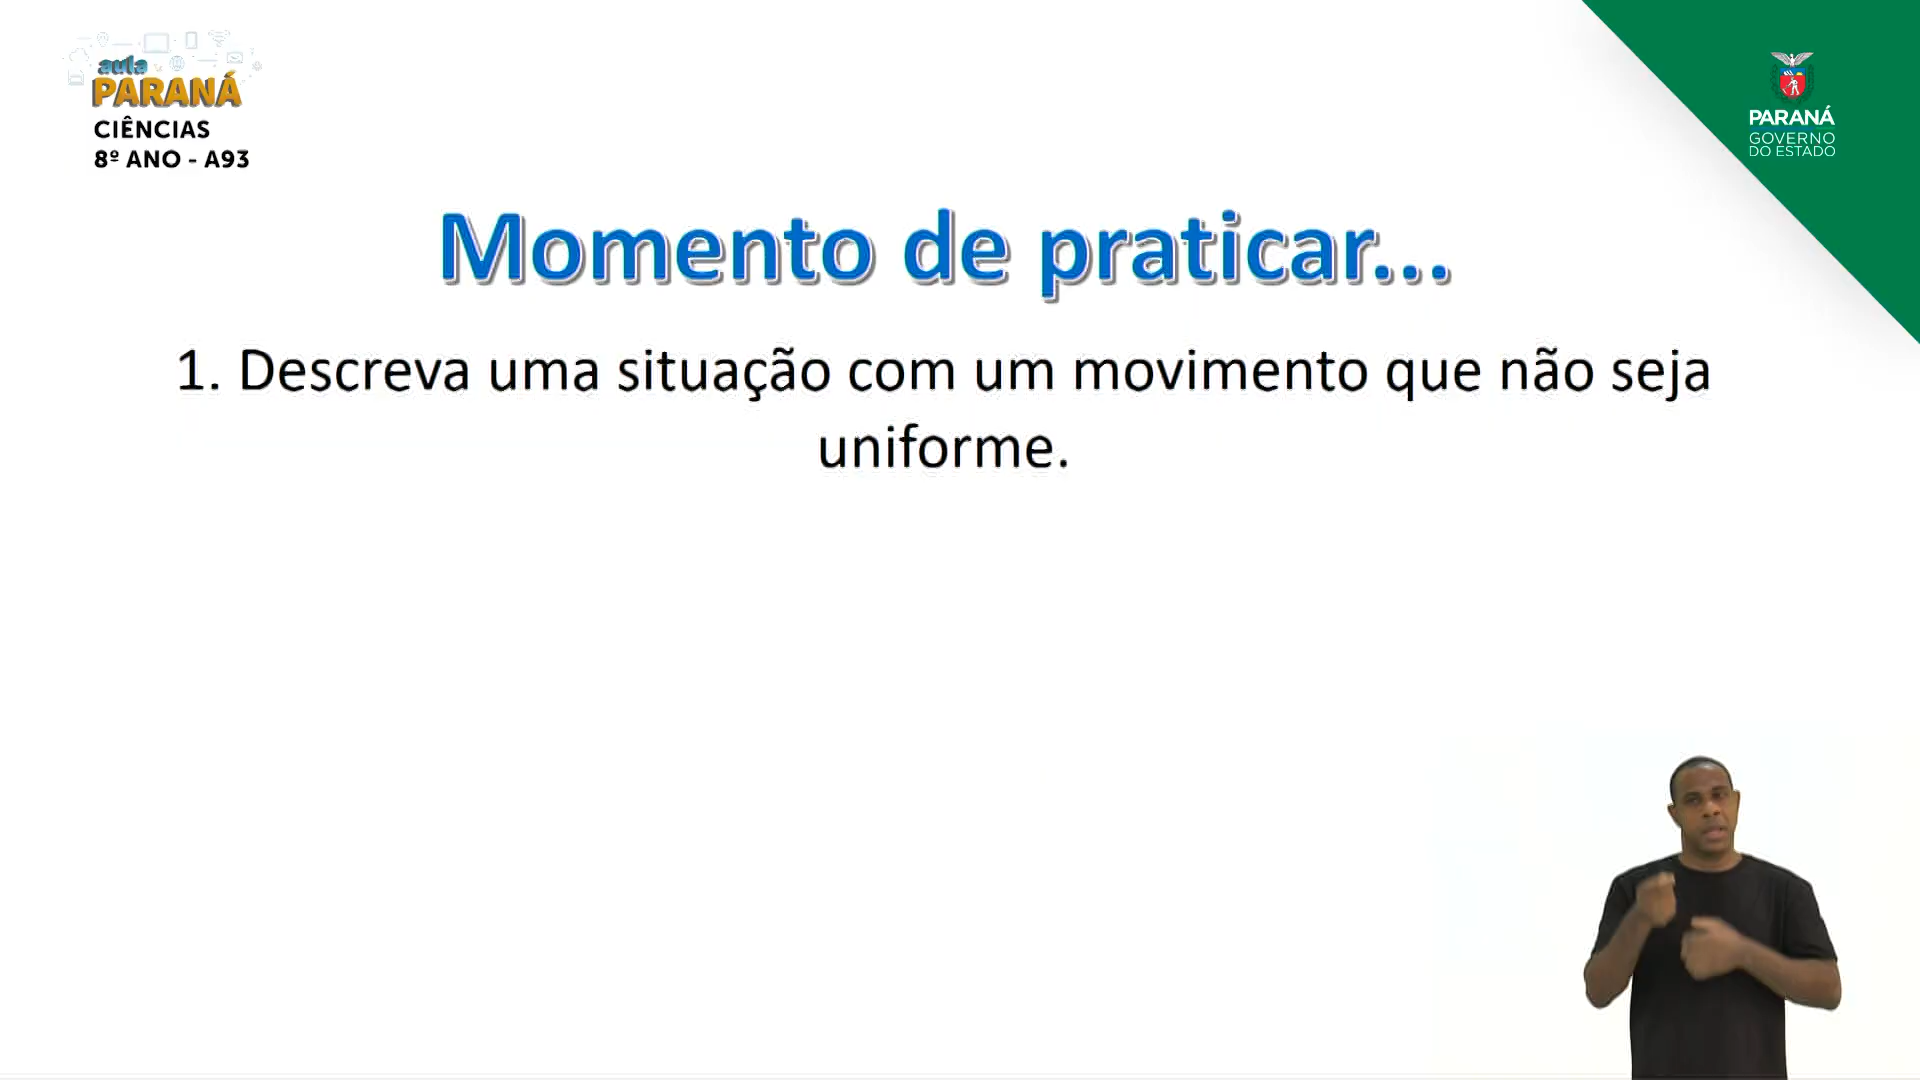 aula
PARANÁ
CIÊNCIAS
8º ANO - A93
PARANÁ
GOVERNO
DO ESTADO
Momento de praticar...
1. Descreva uma situação com um movimento que não seja
uniforme.